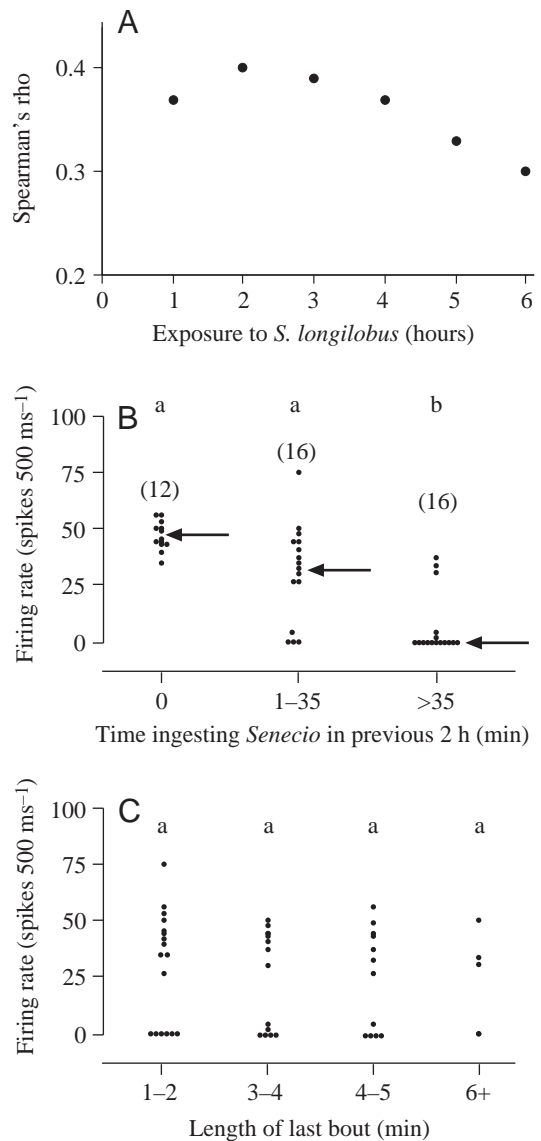 A
Spearman's rho
0.4
0.3
0.2
0 1 2 3 4 5 6
Exposure to S. longilobus (hours)
B
Firing rate (spikes 500 ms–1)
100
75
50
25
0
a a b
(12) (16) (16)
0 1–35 >35
Time ingesting Senecio in previous 2 h (min)
C
Firing rate (spikes 500 ms–1)
100
75
50
25
0
a a a a
1–2 3–4 4–5 6+
Length of last bout (min)